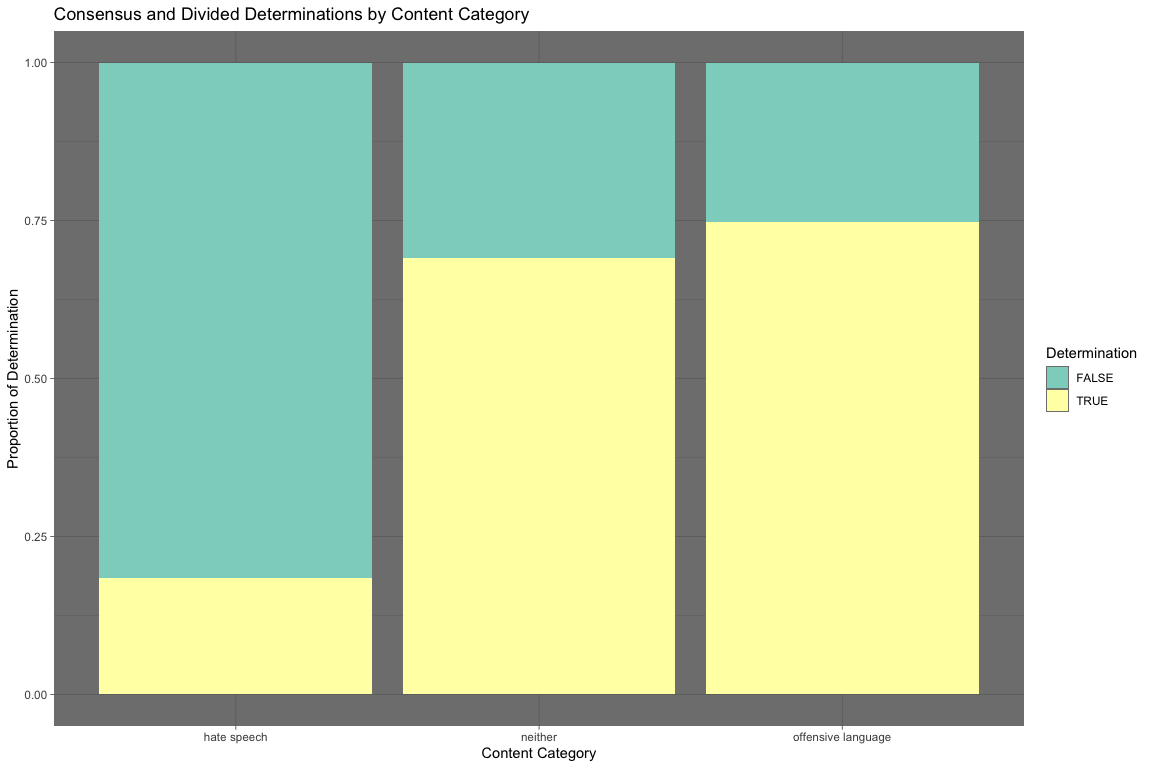 Consensus and Divided Determinations by Content Category
Proportion of Determination
1.00
0.75
0.50
0.25
0.00
hate speech
neither
offensive language
Content Category
Determination
FALSE
TRUE